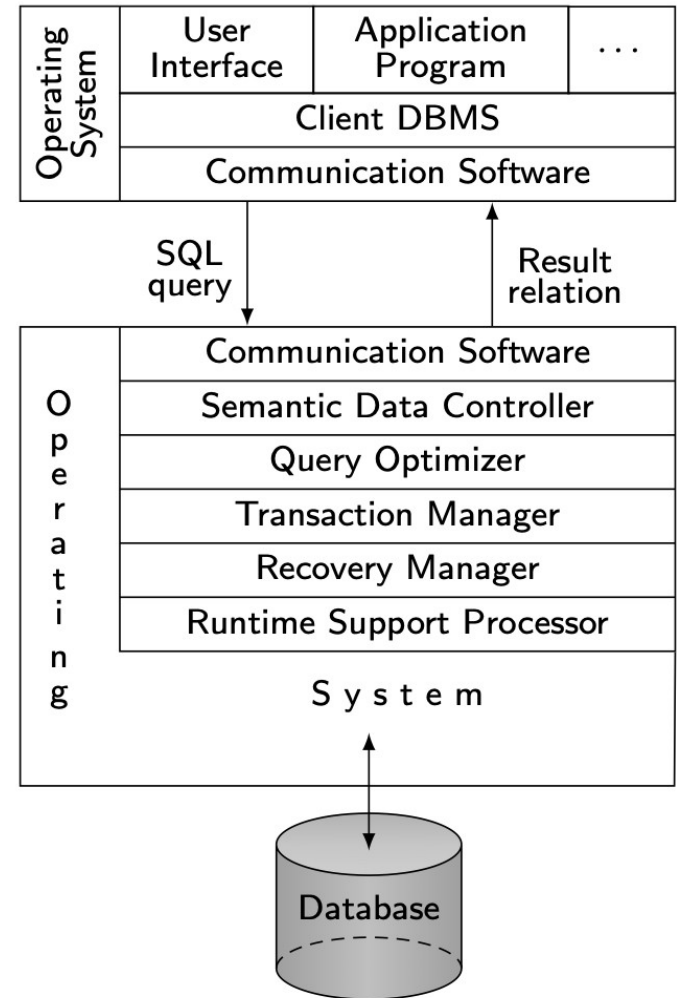 Operating
System
User
Interface
Application
Program
...
Client DBMS
Communication Software
SQL
query
Result
relation
Communication Software
Semantic Data Controller
Query Optimizer
Transaction Manager
Recovery Manager
Runtime Support Processor
Operating
System
Database